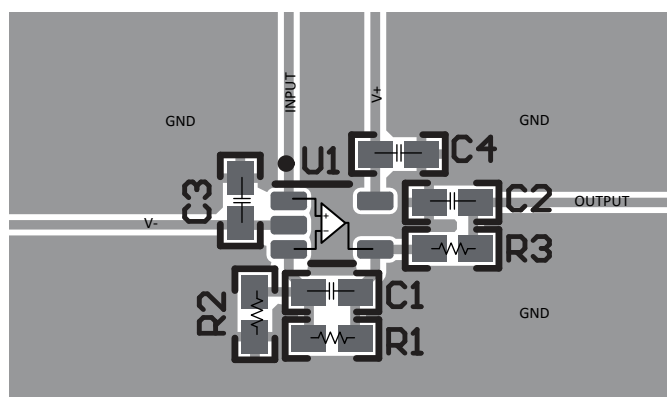 INPUT
V+
GND
GND
U1
C4
C3
C2
OUTPUT
V-
+
-
R3
R2
C1
GND
R1